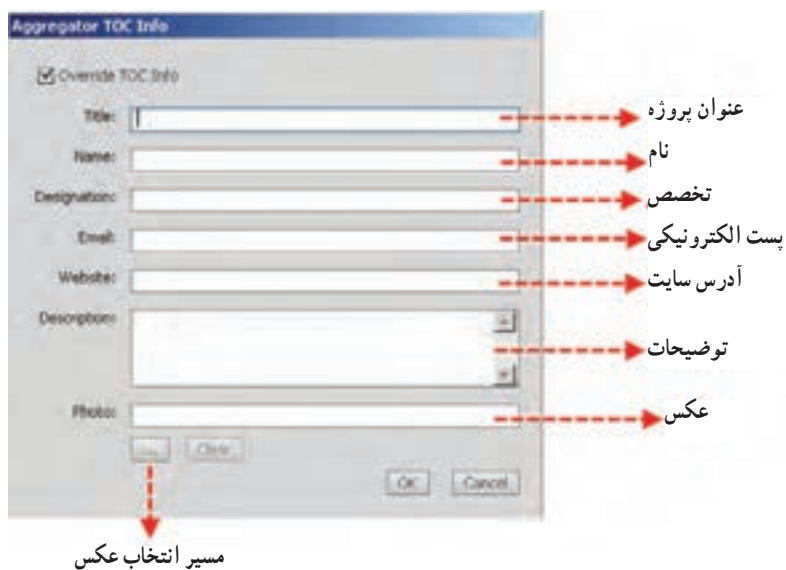 Aggregator TOC Info
Override TOC Info
Title:
عنوان پروژه
Name:
نام
Designation:
تخصص
Email:
پست الکترونیکی
Website:
آدرس سایت
Description:
توضیحات
Photo:
عکس
...
Clear
OK
Cancel
مسیر انتخاب عکس